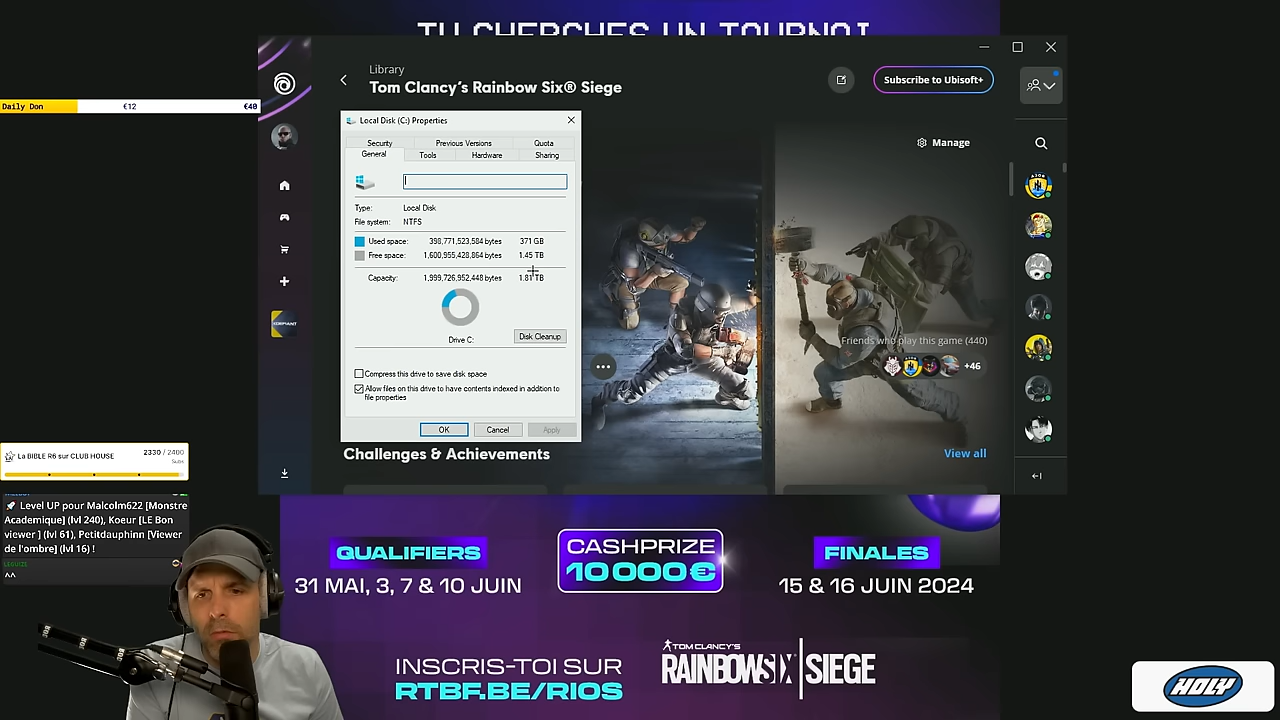 TU CHERCHES UN TOURNOI
Library
Tom Clancy's Rainbow Six® Siege
Subscribe to Ubisoft+
Daily Don
€12
€40
Local Disk (C:) Properties
Security
Previous Versions
Quota
General
Tools
Hardware
Sharing
Manage
Type:
Local Disk
File system:
NTFS
Used space:
398,771,523,584 bytes
371 GB
Free space:
1,600,955,428,864 bytes
1.45 TB
Capacity:
1,999,726,952,448 bytes
1.81 TB
Drive C:
Disk Cleanup
Friends who play this game (440)
+46
Compress this drive to save disk space
Allow files on this drive to have contents indexed in addition to
file properties
OK
Cancel
Apply
Challenges & Achievements
View all
La BIBLE R6 sur CLUB HOUSE
2330 / 2400
Subs
Level UP pour Malcolm622 [Monstre
Academique] (lvl 240), Koeur [LE Bon
viewer ] (lvl 61), Petitdauphinn [Viewer
de l'ombre] (lvl 16) !
^^
QUALIFIERS
31 MAI, 3, 7 & 10 JUIN
CASHPRIZE
10 000€
FINALES
15 & 16 JUIN 2024
INSCRIS-TOI SUR
RTBF.BE/RIOS
TOM CLANCY'S
RAINBOWSIX SIEGE
HOLY